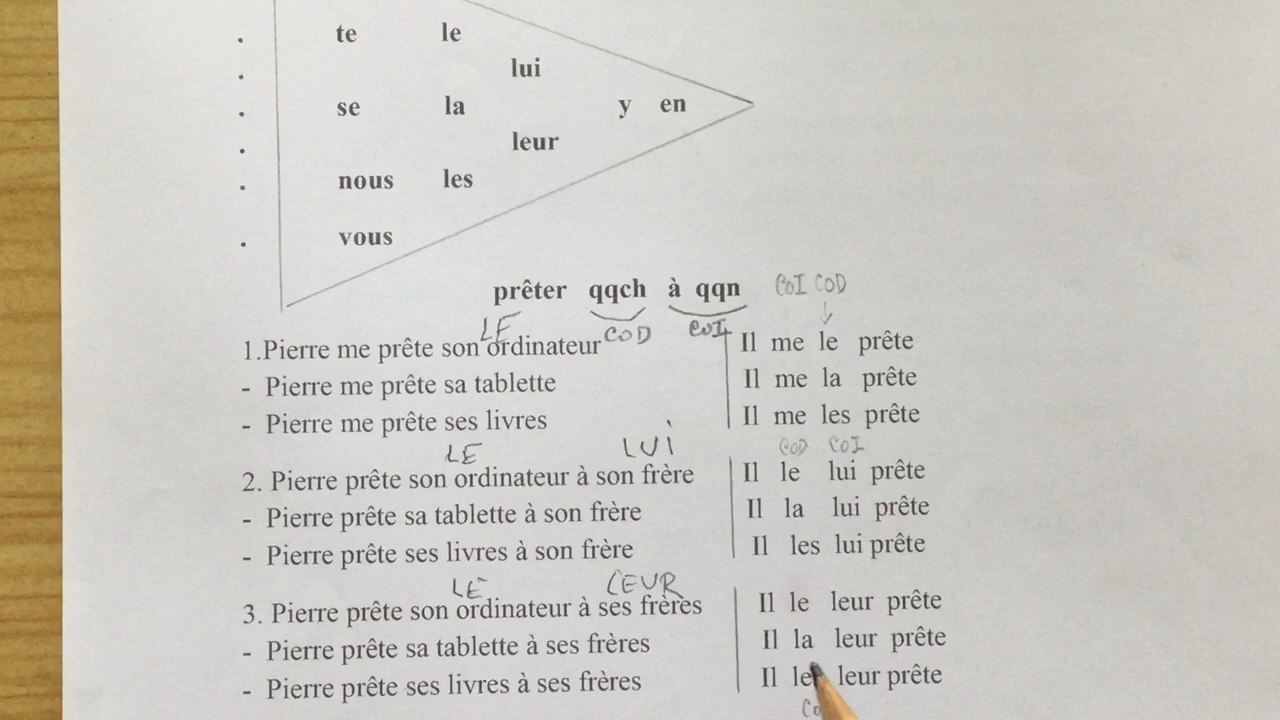 te le
lui
se la y en
leur
nous les
vous
prêter qqch à qqn COI COD
LE COD COI
1.Pierre me prête son ordinateur Il me le prête
- Pierre me prête sa tablette Il me la prête
- Pierre me prête ses livres Il me les prête
LE LUI COD COI
2. Pierre prête son ordinateur à son frère Il le lui prête
- Pierre prête sa tablette à son frère Il la lui prête
- Pierre prête ses livres à son frère Il les lui prête
LE LEUR
3. Pierre prête son ordinateur à ses frères Il le leur prête
- Pierre prête sa tablette à ses frères Il la leur prête
- Pierre prête ses livres à ses frères Il leur prête